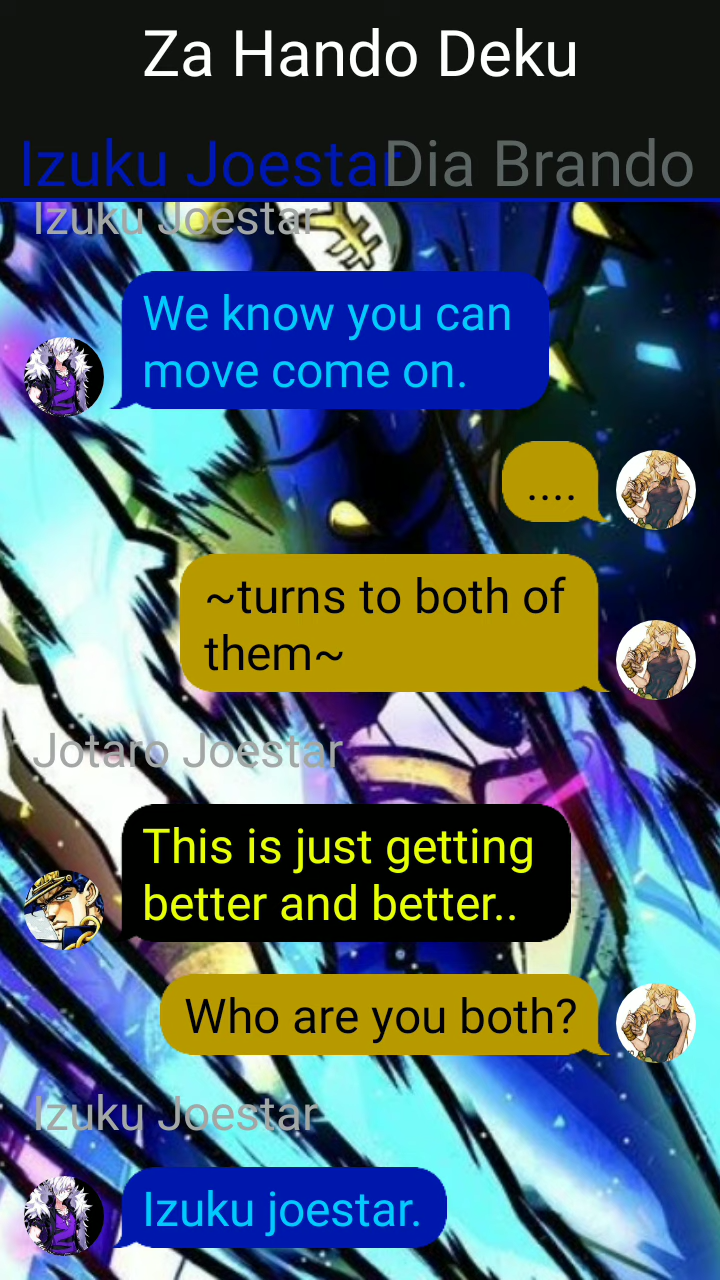 Za Hando Deku
Izuku Joestar Dia Brando
Izuku Joestar
We know you can
move come on.
....
~turns to both of
them~
Jotaro Joestar
This is just getting
better and better..
Who are you both?
Izuku Joestar
Izuku joestar.